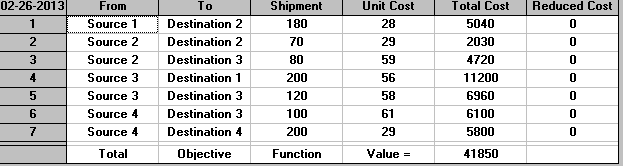 02-26-2013 From To Shipment Unit Cost Total Cost Reduced Cost
1 Source 1 Destination 2 180 28 5040 0
2 Source 2 Destination 2 70 29 2030 0
3 Source 2 Destination 3 80 59 4720 0
4 Source 3 Destination 1 200 56 11200 0
5 Source 3 Destination 3 120 58 6960 0
6 Source 4 Destination 3 100 61 6100 0
7 Source 4 Destination 4 200 29 5800 0
Total Objective Function Value = 41850